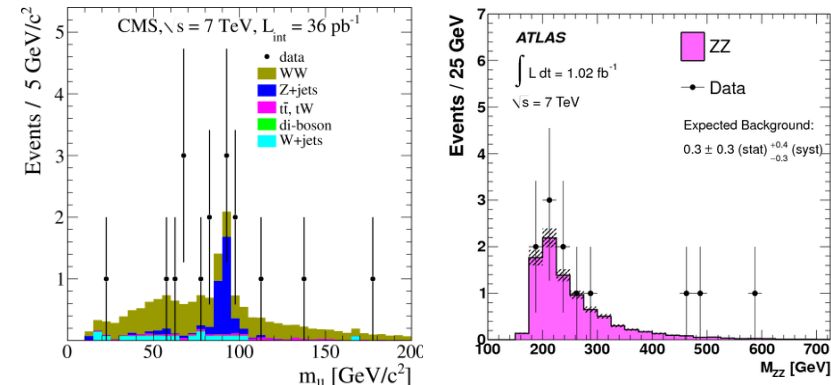 CMS,√s = 7 TeV, L_int = 36 pb⁻¹
data
WW
Z+jets
tt̄, tW
di-boson
W+jets
Events / 5 GeV/c²
5
4
3
2
1
0
0 50 100 150 200
m_ll [GeV/c²]
ATLAS
∫ L dt = 1.02 fb⁻¹
√s = 7 TeV
ZZ
Data
Expected Background:
0.3 ± 0.3 (stat) +0.4 −0.3 (syst)
Events / 25 GeV
7
6
5
4
3
2
1
0
100 200 300 400 500 600 700
M_ZZ [GeV]